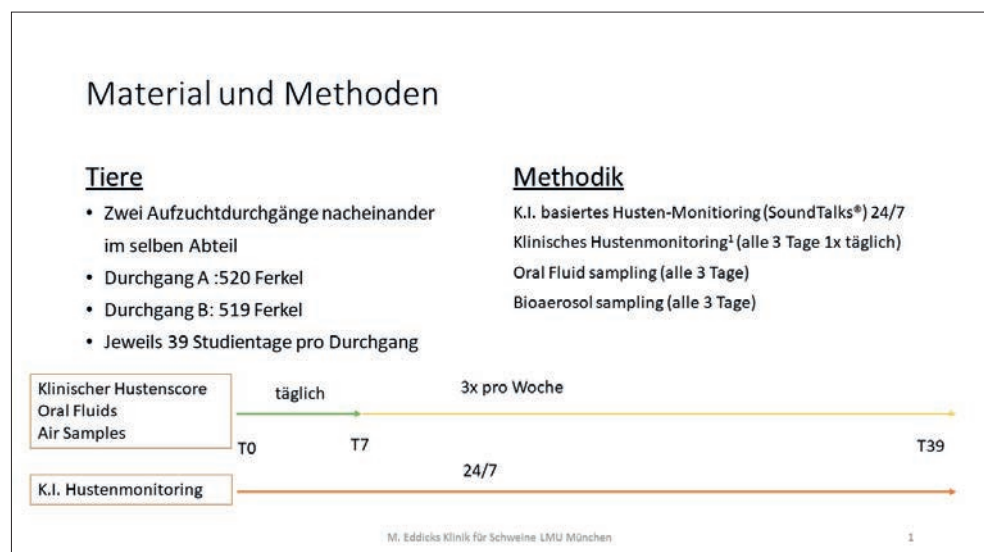 Material und Methoden
Tiere
• Zwei Aufzuchtdurchgänge nacheinander
im selben Abteil
• Durchgang A :520 Ferkel
• Durchgang B: 519 Ferkel
• Jeweils 39 Studientage pro Durchgang
Methodik
K.I. basiertes Husten-Monitioring (SoundTalks®) 24/7
Klinisches Hustenmonitoring¹ (alle 3 Tage 1x täglich)
Oral Fluid sampling (alle 3 Tage)
Bioaerosol sampling (alle 3 Tage)
Klinischer Hustenscore
Oral Fluids
Air Samples
täglich
3x pro Woche
T0
T7
T39
K.I. Hustenmonitoring
24/7
M. Eddicks Klinik für Schweine LMU München
1